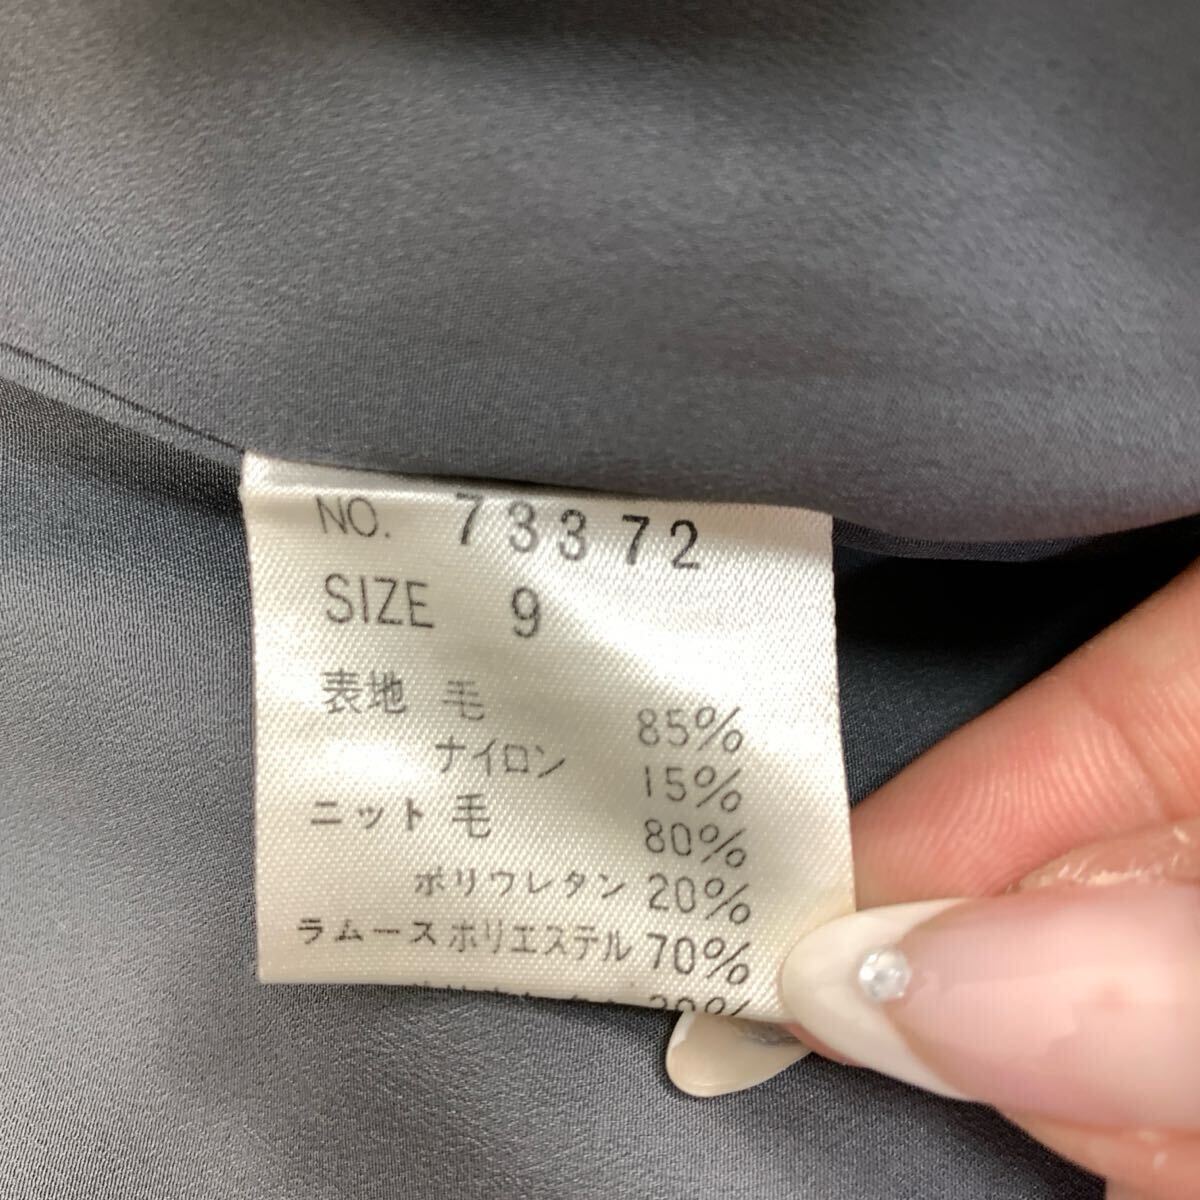 NO. 73372
SIZE 9
表地 毛 85%
ナイロン 15%
ニット 毛 80%
ポリウレタン 20%
ラムース ポリエステル 70%
30%